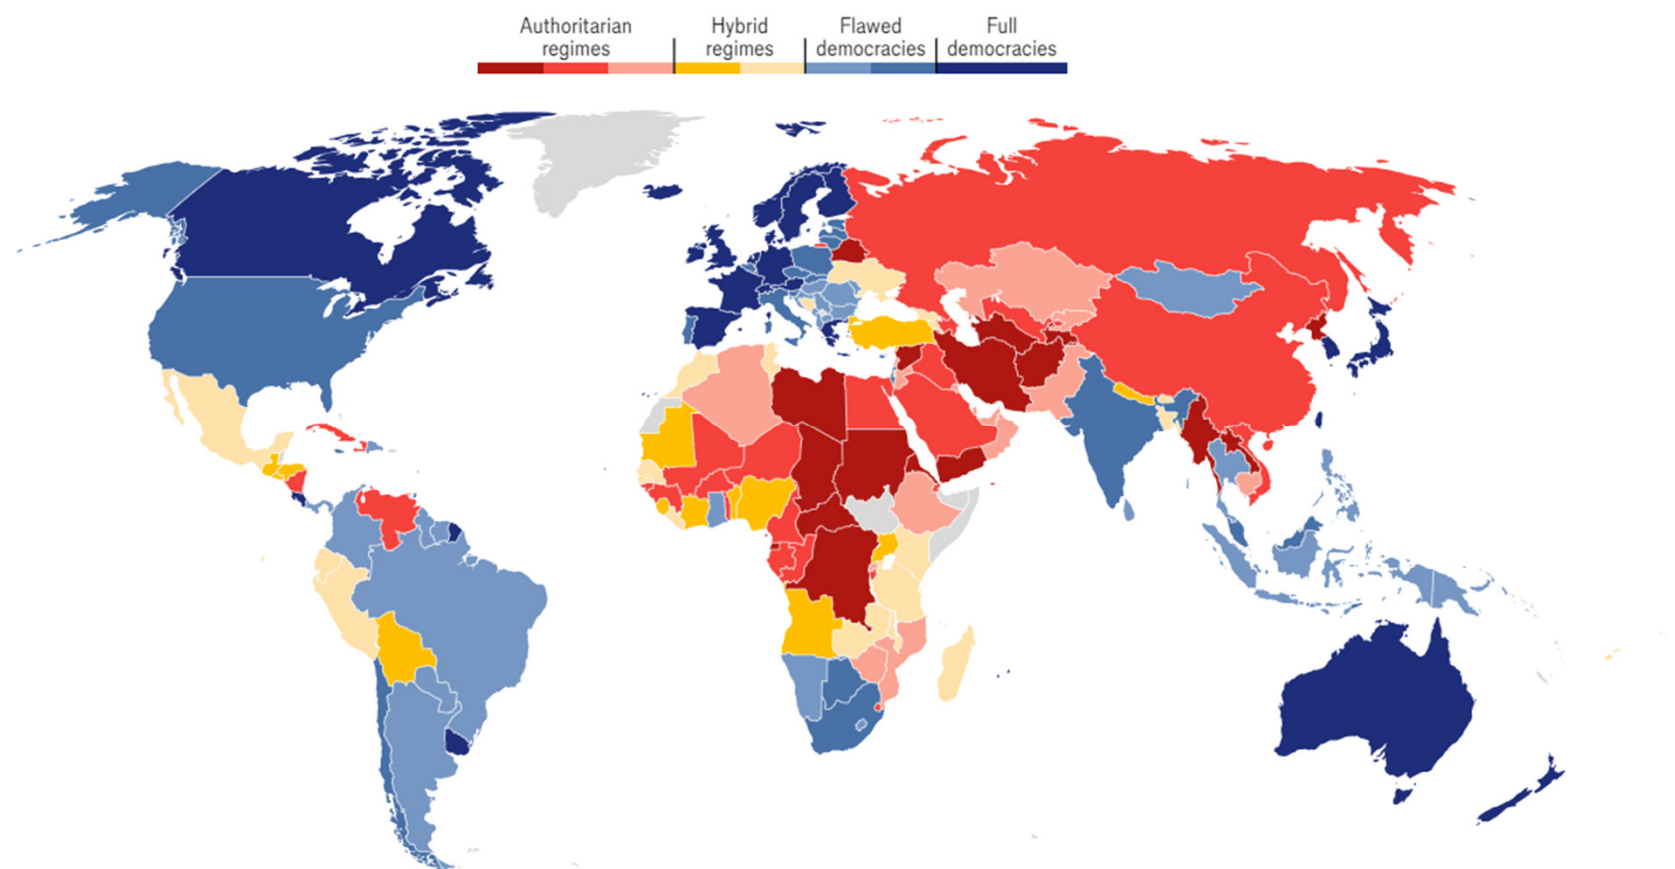 Authoritarian
regimes
Hybrid
regimes
Flawed
democracies
Full
democracies